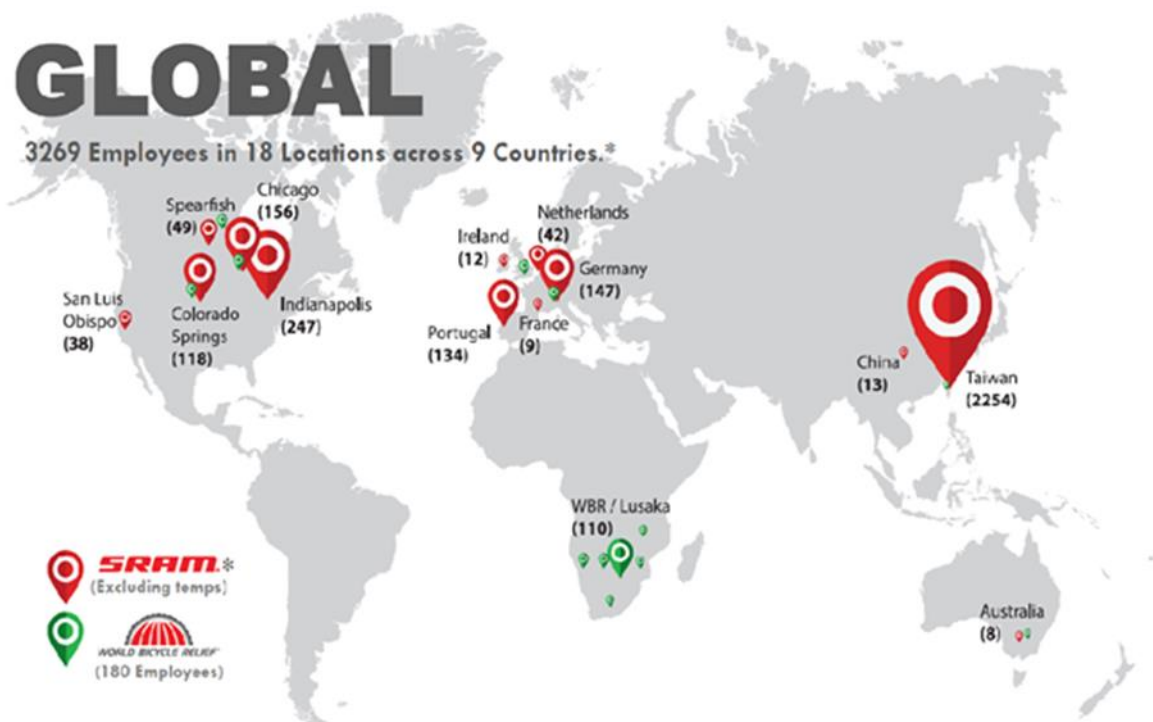 GLOBAL
3269 Employees in 18 Locations across 9 Countries.*
Chicago
(156)
Spearfish
(49)
San Luis
Obispo
(38)
Colorado
Springs
(118)
Indianapolis
(247)
Netherlands
(42)
Ireland
(12)
Germany
(147)
Portugal
(134)
France
(9)
China
(13)
Taiwan
(2254)
WBR / Lusaka
(110)
Australia
(8)
SRAM.*
(Excluding temps)
WORLD BICYCLE RELIEF
(180 Employees)